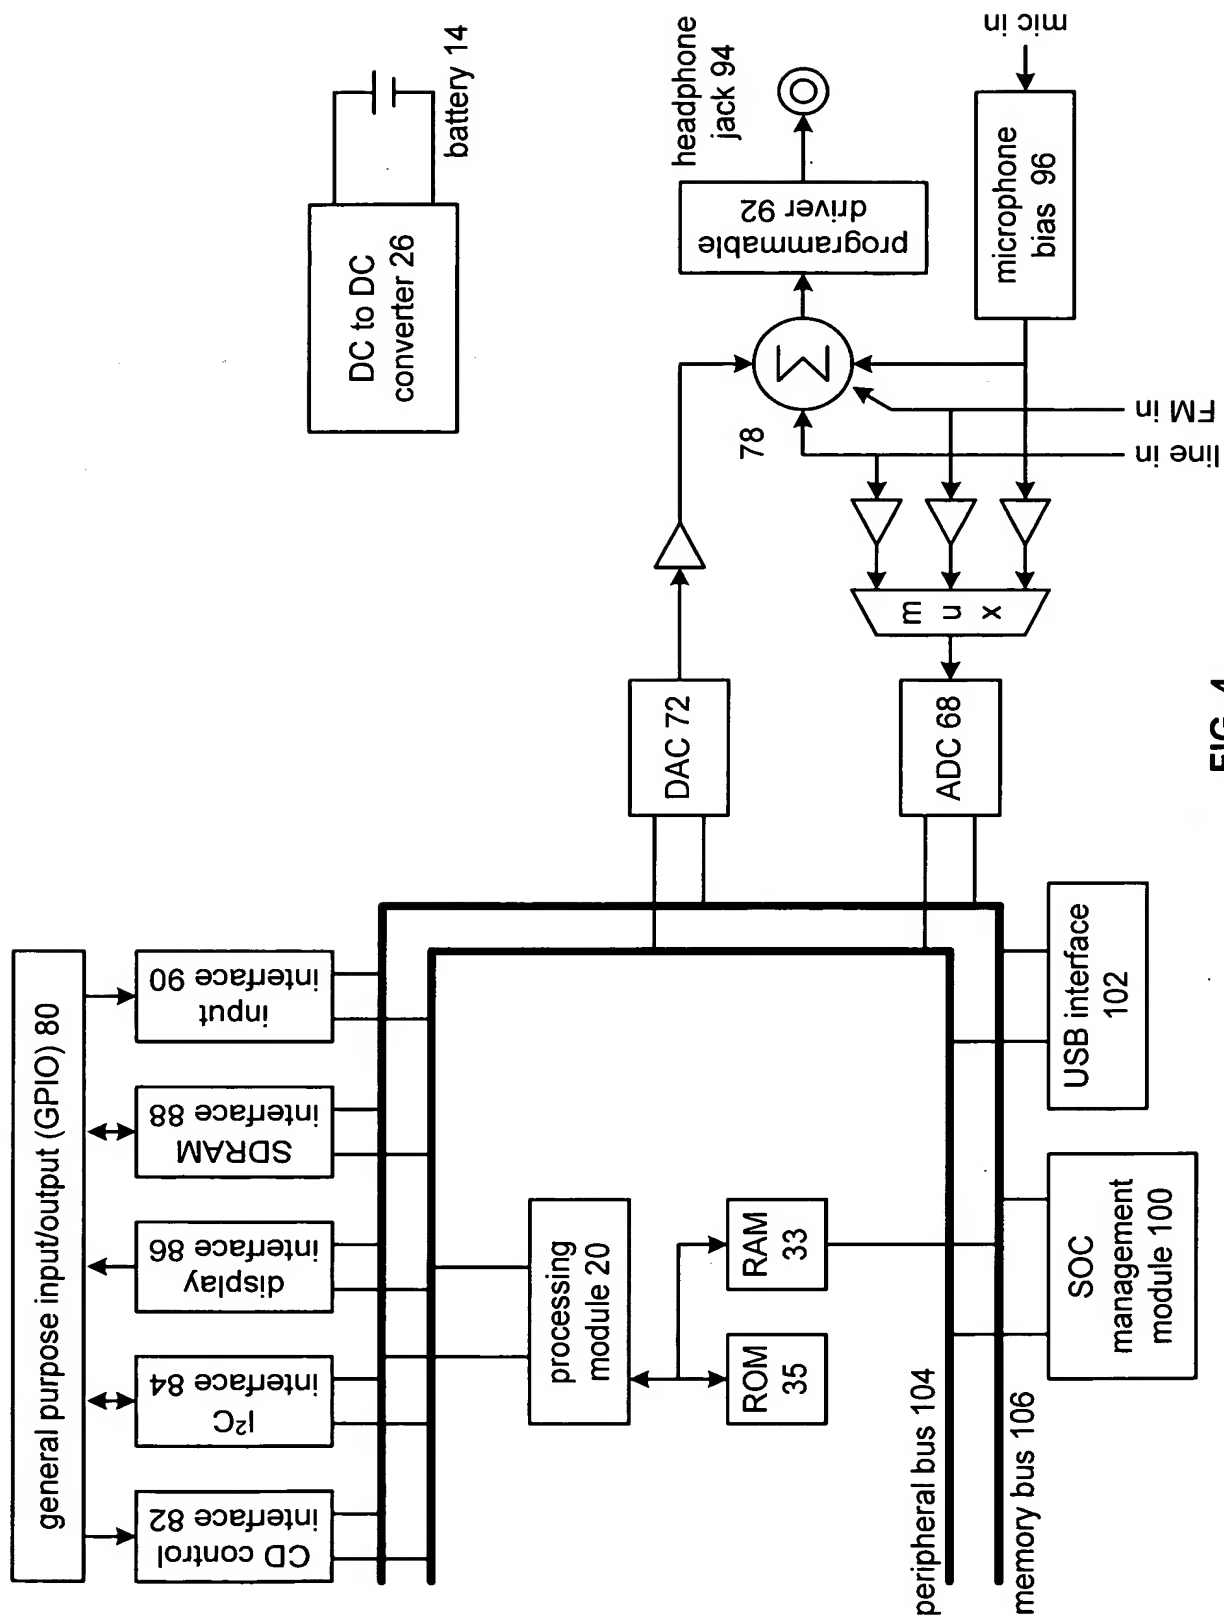 general purpose input/output (GPIO) 80
CD control
interface 82
I²C
interface 84
display
interface 86
SDRAM
interface 88
input
interface 90
DC to DC
converter 26
battery 14
processing
module 20
ROM
35
RAM
33
DAC 72
78
programmable
driver 92
headphone
jack 94
peripheral bus 104
memory bus 106
ADC 68
m
u
x
microphone
bias 96
mic in
FM in
line in
SOC
management
module 100
USB interface
102
FIG. 4